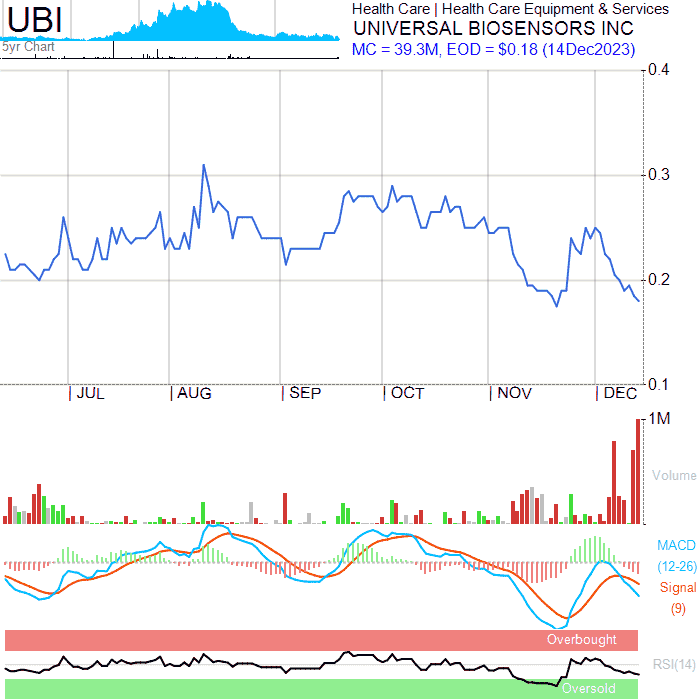 UBI
5yr Chart
Health Care | Health Care Equipment & Services
UNIVERSAL BIOSENSORS INC
MC = 39.3M, EOD = $0.18 (14Dec2023)
0.4
0.3
0.2
0.1
JUL AUG SEP OCT NOV DEC
1M
Volume
MACD
(12-26)
Signal
(9)
Overbought
RSI(14)
Oversold